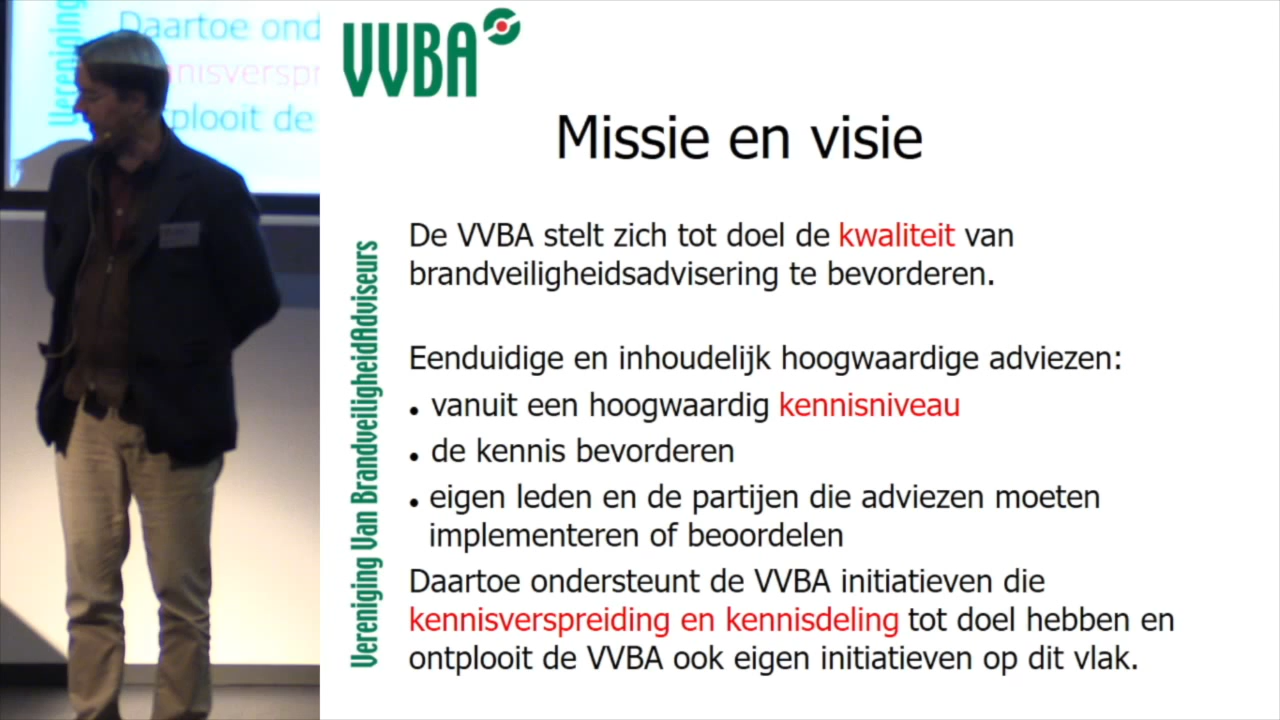 Daartoe ond
nnisverspr
tplooit de
Vereniging
VVBA
Missie en visie
De VVBA stelt zich tot doel de kwaliteit van
brandveiligheidsadvisering te bevorderen.
Eenduidige en inhoudelijk hoogwaardige adviezen:
• vanuit een hoogwaardig kennisniveau
• de kennis bevorderen
• eigen leden en de partijen die adviezen moeten
implementeren of beoordelen
Daartoe ondersteunt de VVBA initiatieven die
kennisverspreiding en kennisdeling tot doel hebben en
ontplooit de VVBA ook eigen initiatieven op dit vlak.
Vereniging Van BrandveiligheidAdviseurs